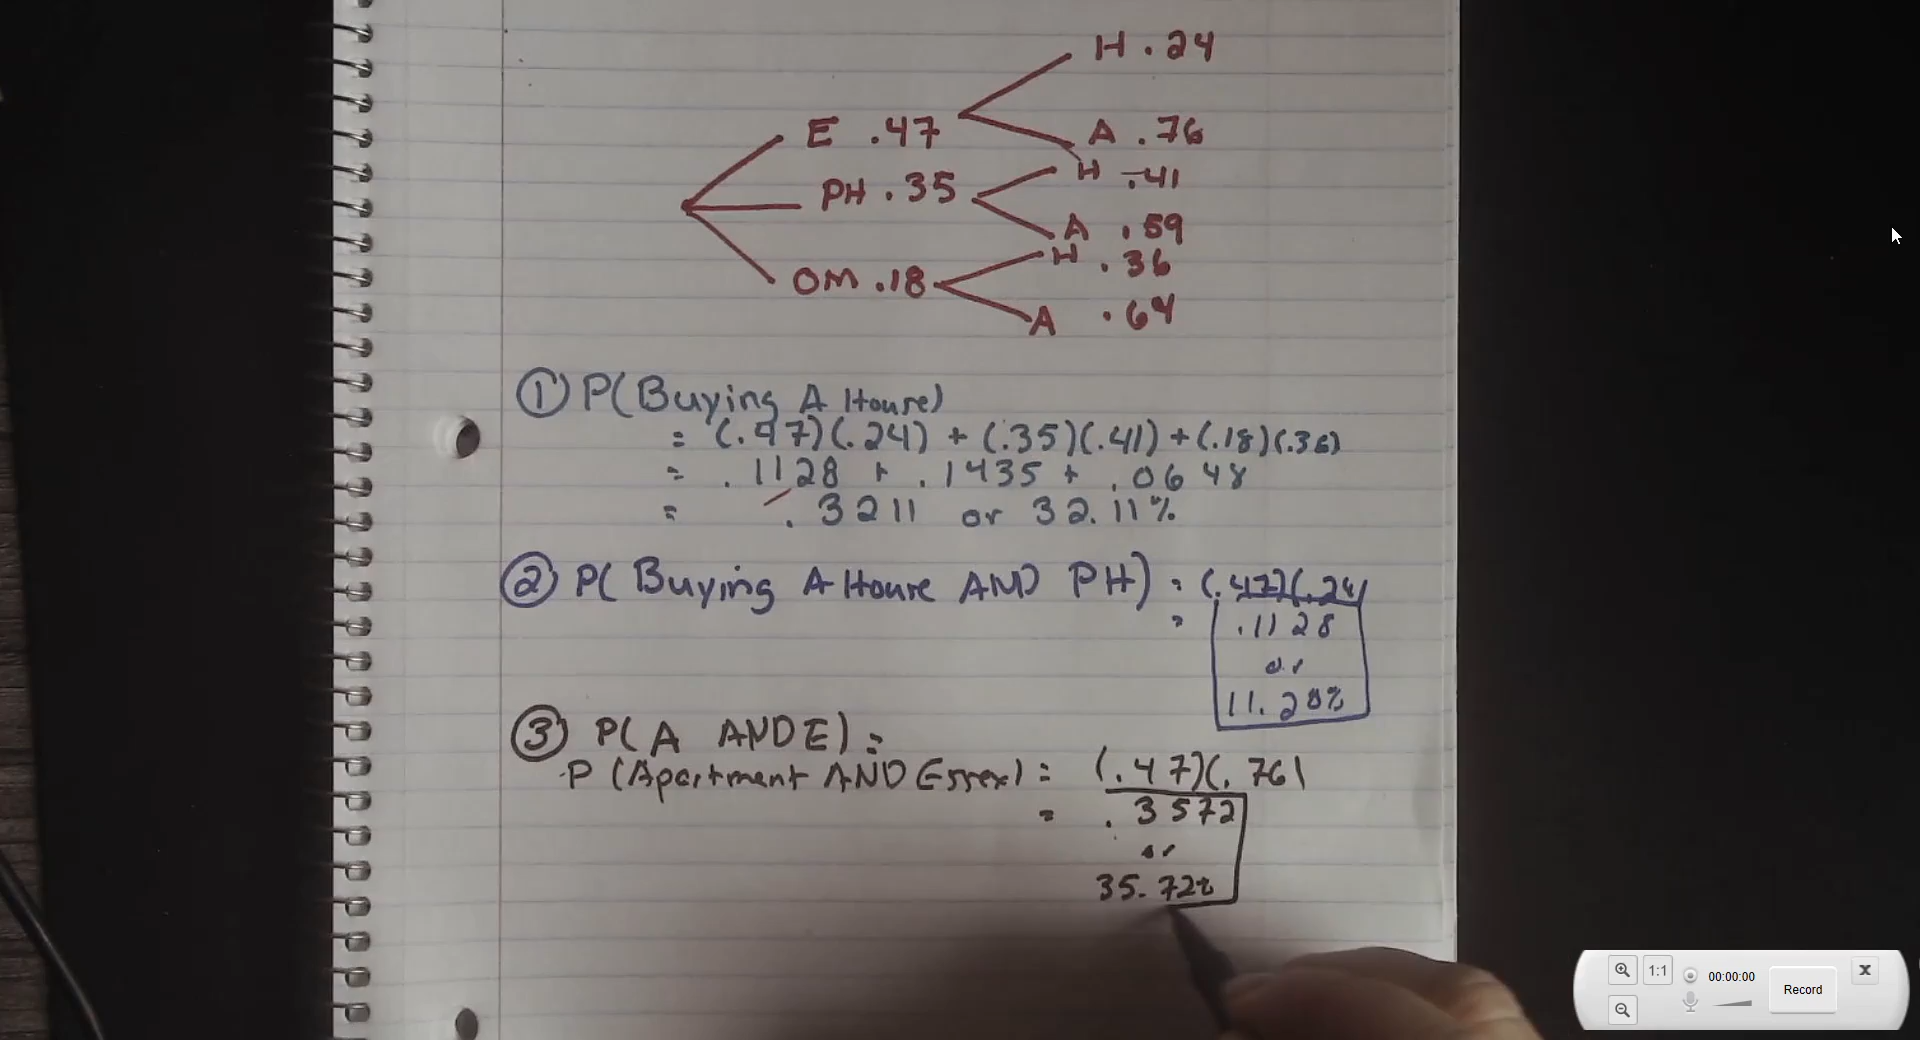 H .24
E .47
A .76
H .41
PH .35
A .59
H .36
OM .18
A .64
① P(Buying A House)
= (.47)(.24) + (.35)(.41) + (.18)(.36)
= .1128 + .1435 + .0648
= .3211 or 32.11%
② P(Buying A House AND PH) = (.47)(.24)
= .1128
or
11.28%
③ P(A AND E) =
P(Apartment AND Essex) = (.47)(.76)
= .3572
or
35.72%
1:1
00:00:00
Record